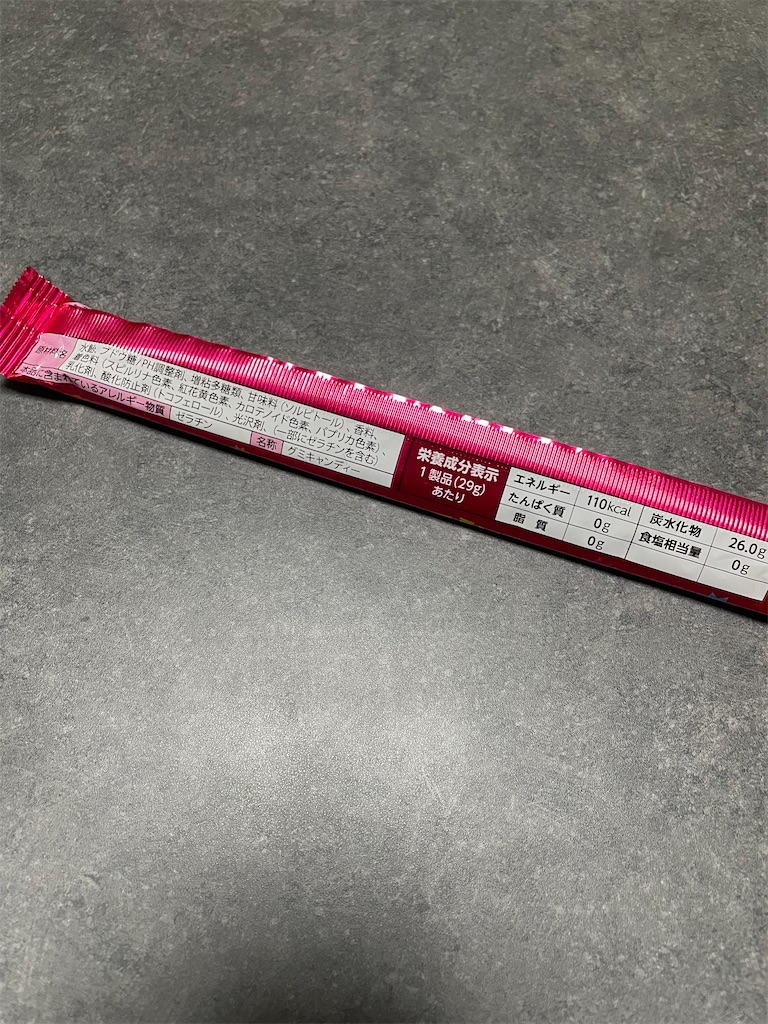 原材料名
水飴、ブドウ糖/PH調整剤、増粘多糖類、甘味料(ソルビトール)、香料、
着色料(スピルリナ色素、紅花黄色素、カロテノイド色素、パプリカ色素)、
乳化剤、酸化防止剤(トコフェロール)、光沢剤、(一部にゼラチンを含む)
本品に含まれているアレルギー物質 ゼラチン
名称 グミキャンディー
栄養成分表示
1製品(29g)
あたり
エネルギー 110kcal 炭水化物 26.0g
たんぱく質 0g 食塩相当量 0g
脂質 0g